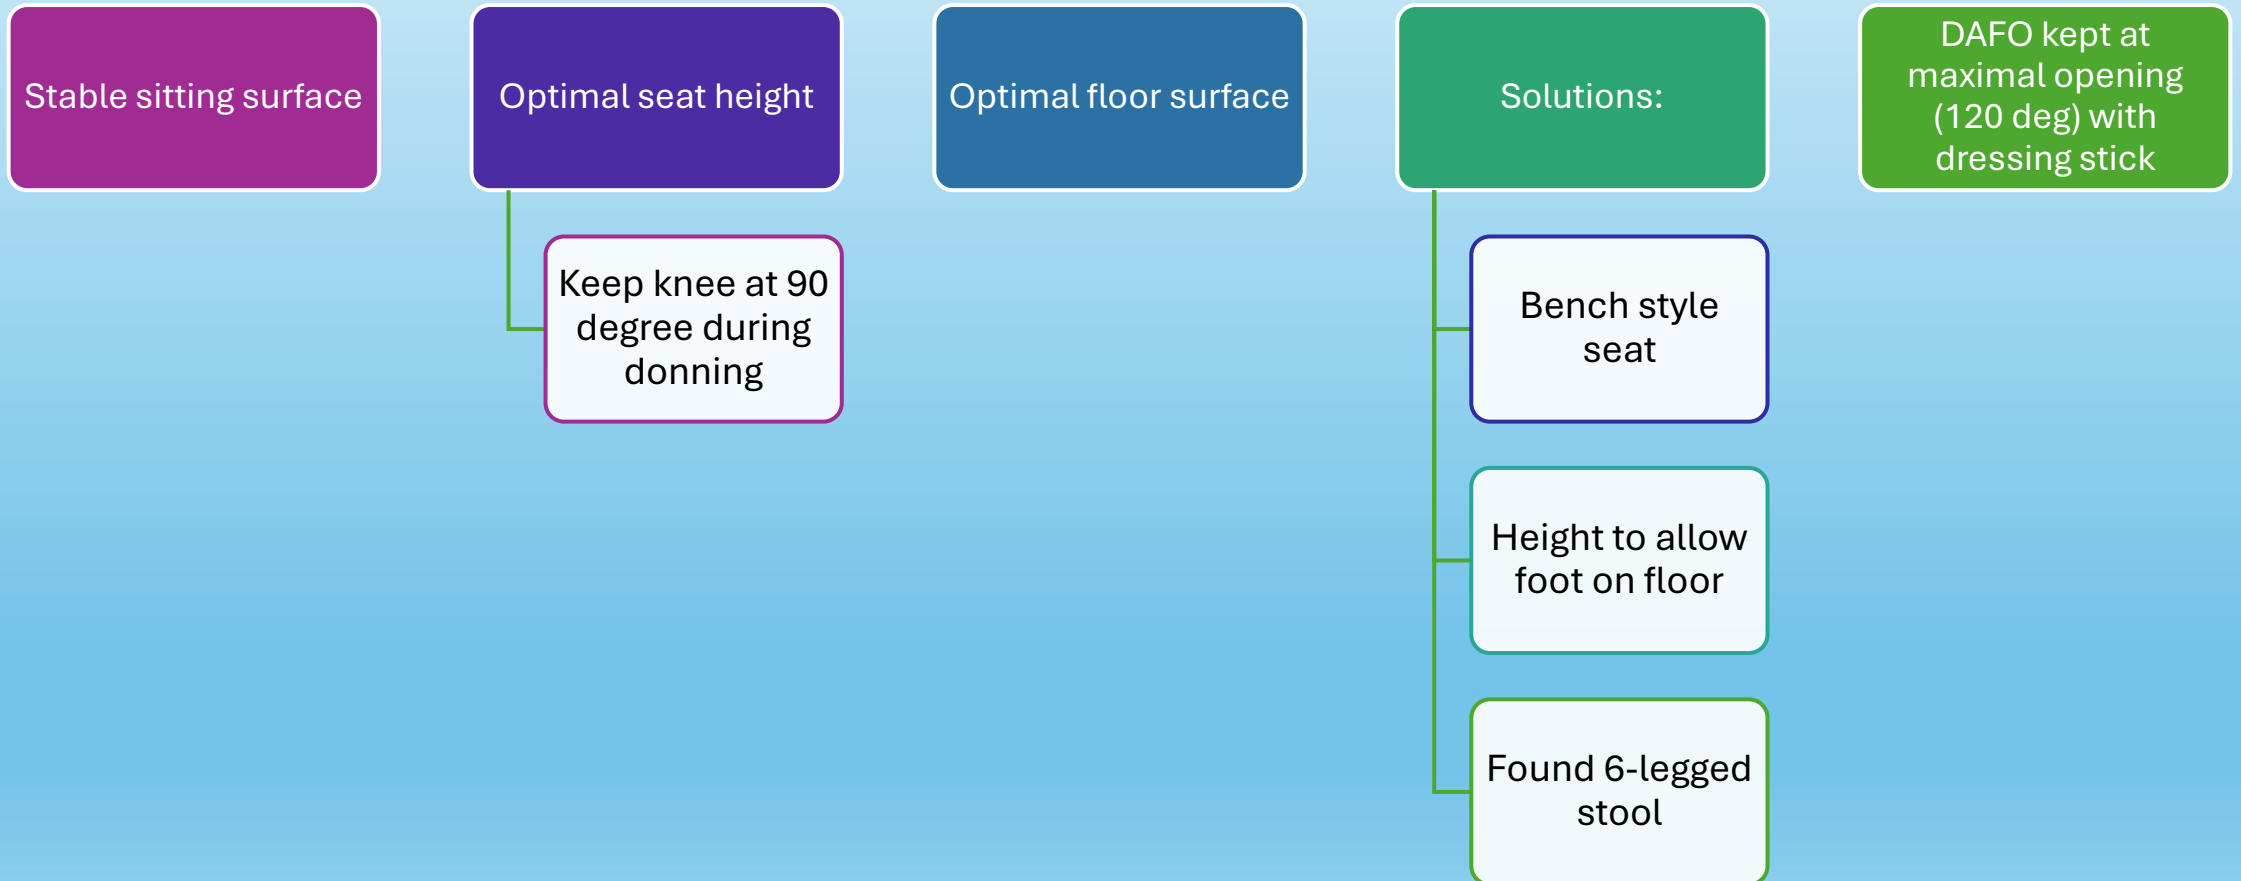 Stable sitting surface
Optimal seat height
Keep knee at 90
degree during
donning
Optimal floor surface
Solutions:
Bench style
seat
Height to allow
foot on floor
Found 6-legged
stool
DAFO kept at
maximal opening
(120 deg) with
dressing stick